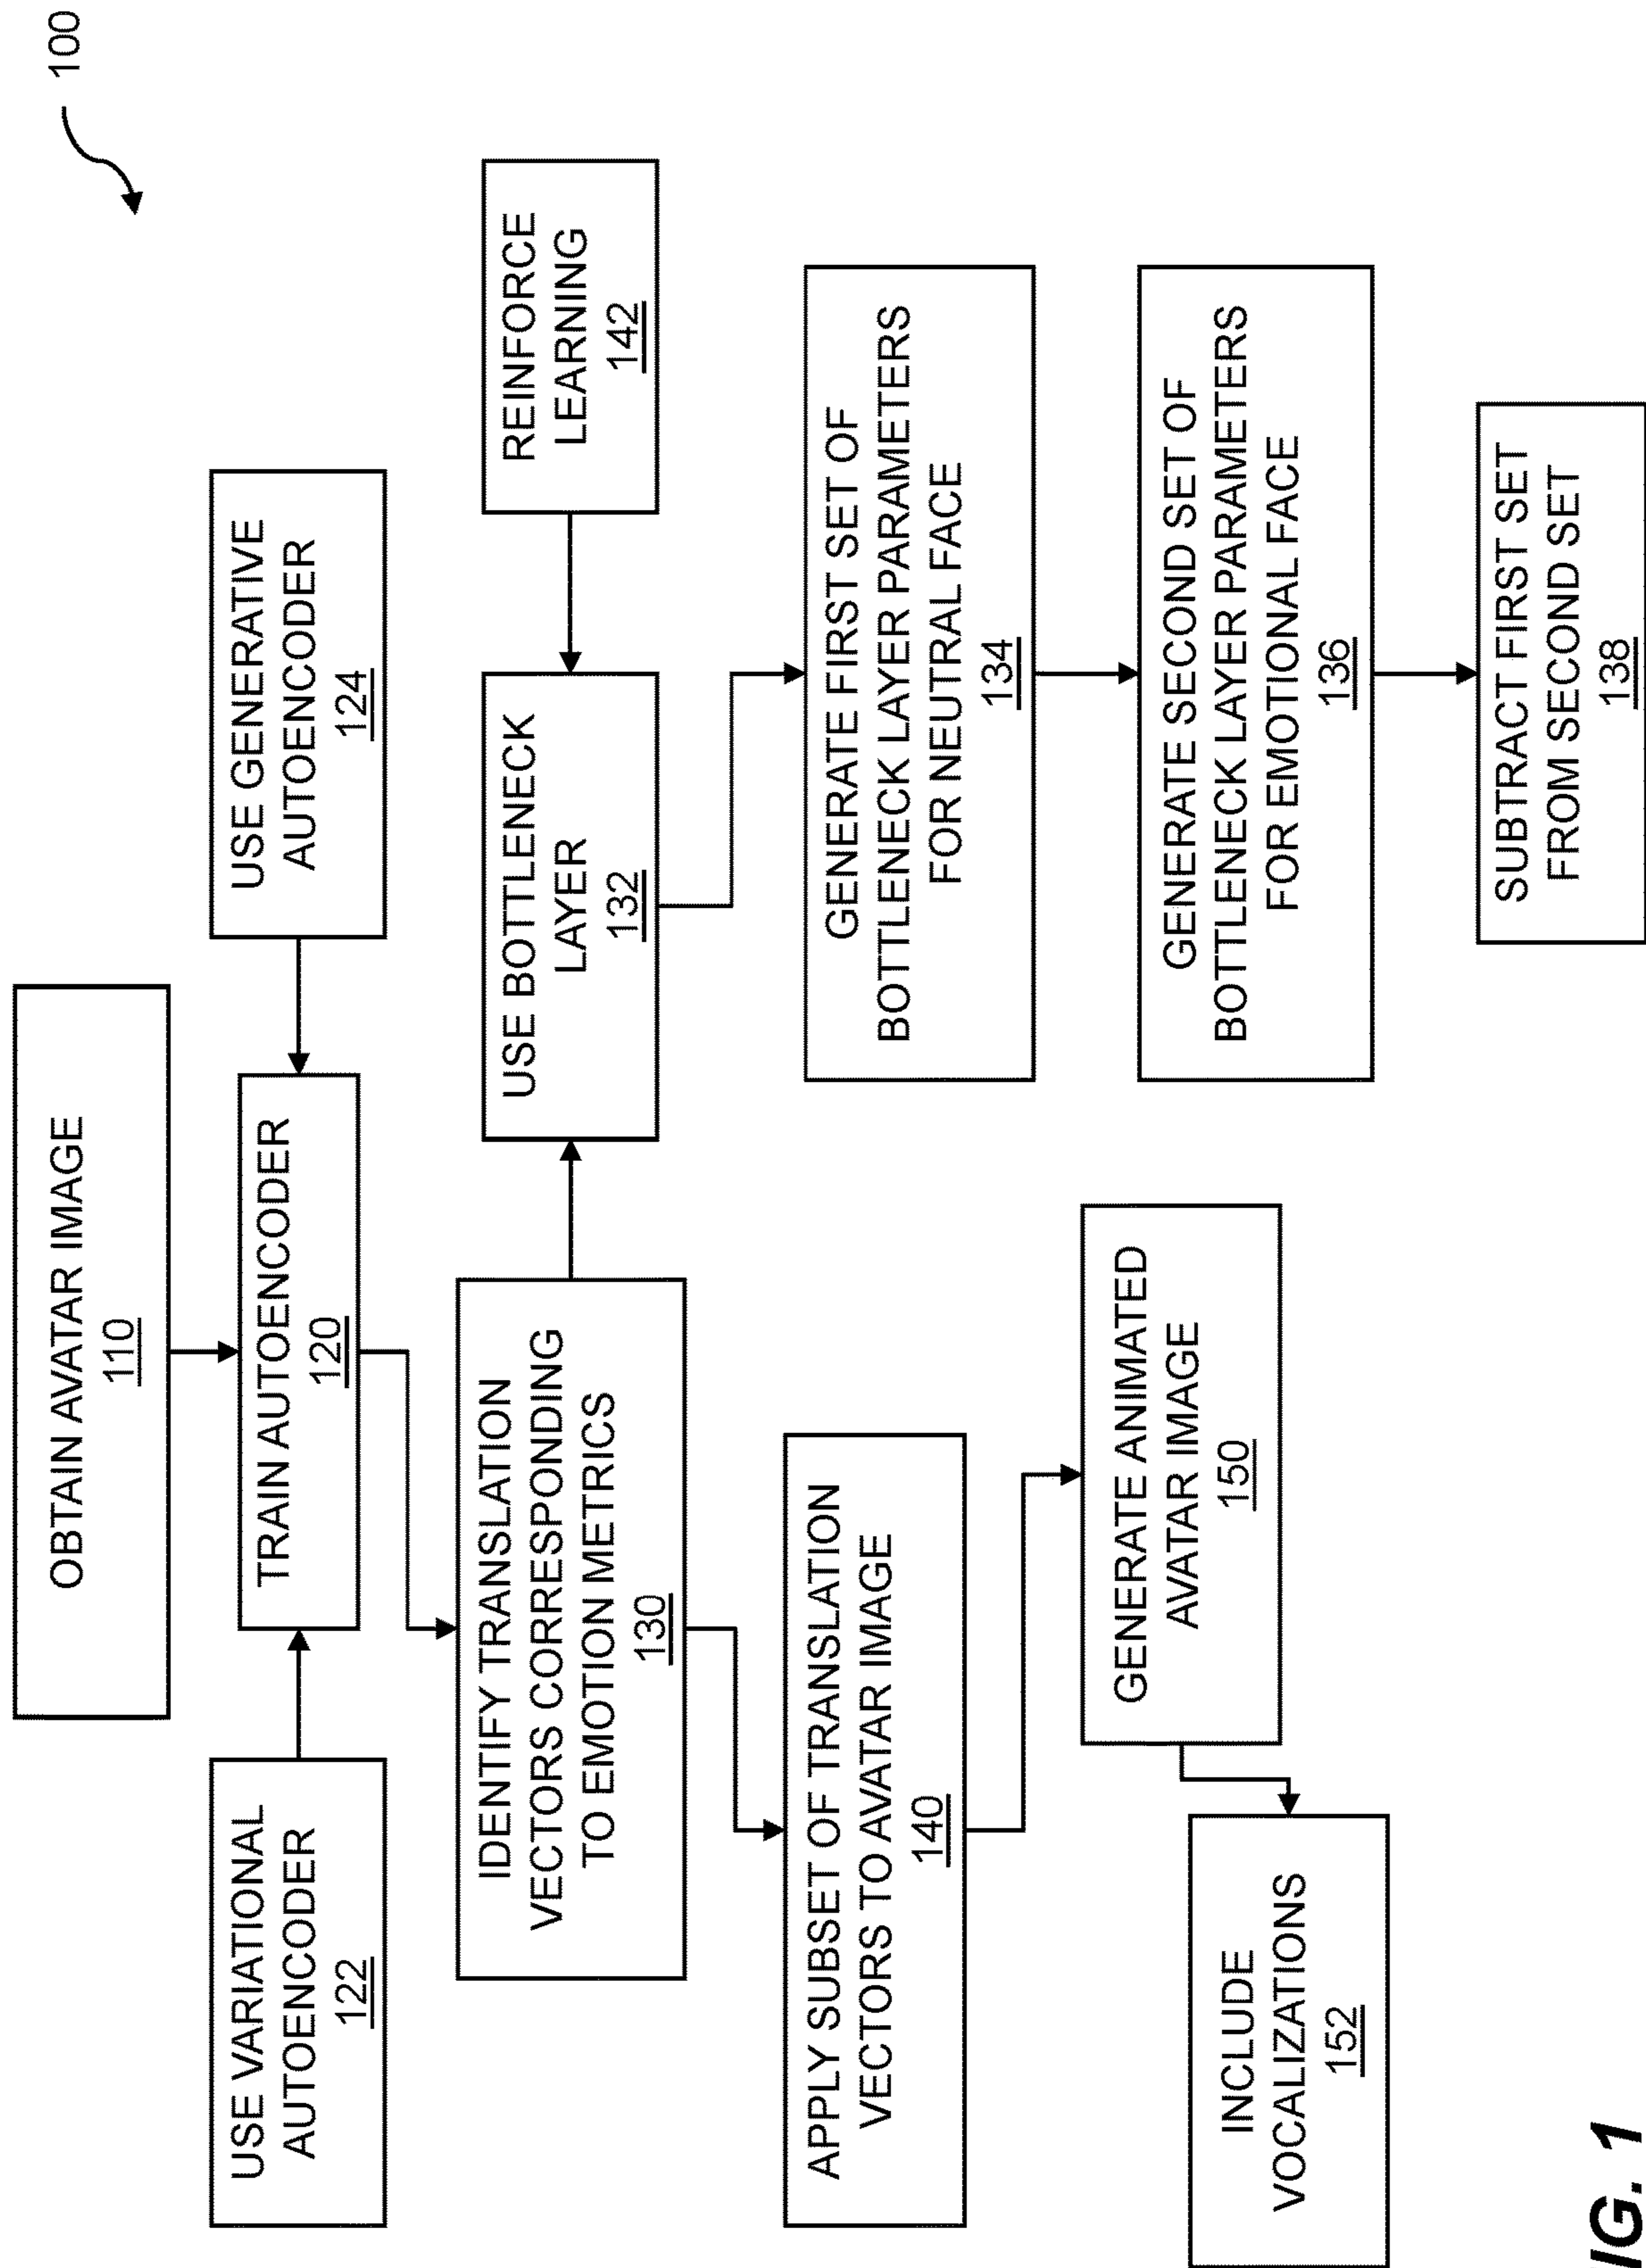 100
OBTAIN AVATAR IMAGE
110
USE VARIATIONAL
AUTOENCODER
122
TRAIN AUTOENCODER
120
USE GENERATIVE
AUTOENCODER
124
IDENTIFY TRANSLATION
VECTORS CORRESPONDING
TO EMOTION METRICS
130
USE BOTTLENECK
LAYER
132
REINFORCE
LEARNING
142
APPLY SUBSET OF TRANSLATION
VECTORS TO AVATAR IMAGE
140
GENERATE FIRST SET OF
BOTTLENECK LAYER PARAMETERS
FOR NEUTRAL FACE
134
GENERATE ANIMATED
AVATAR IMAGE
150
GENERATE SECOND SET OF
BOTTLENECK LAYER PARAMETERS
FOR EMOTIONAL FACE
136
INCLUDE
VOCALIZATIONS
152
SUBTRACT FIRST SET
FROM SECOND SET
138
IG. 1